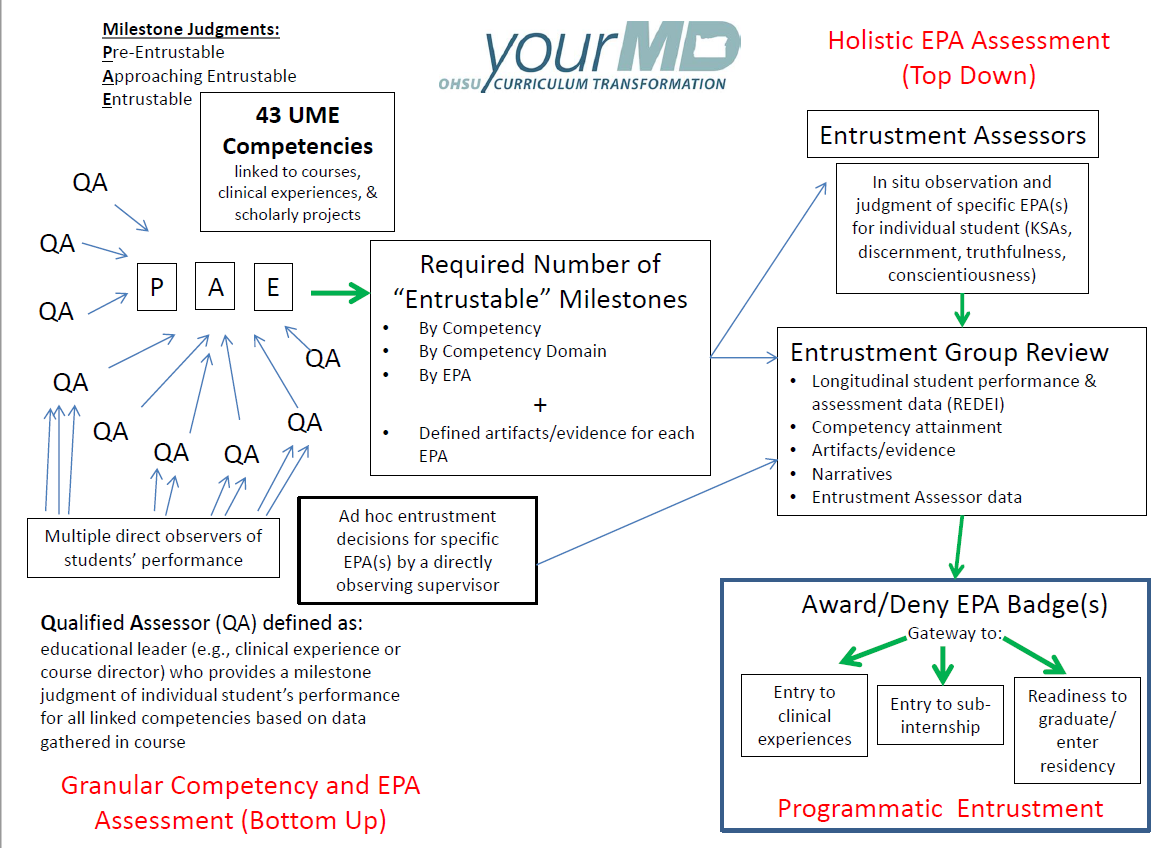 Milestone Judgments:
Pre-Entrustable
Approaching Entrustable
Entrustable
yourMD
OHSU CURRICULUM TRANSFORMATION
Holistic EPA Assessment
(Top Down)
43 UME
Competencies
linked to courses,
clinical experiences, &
scholarly projects
Entrustment Assessors
In situ observation and
judgment of specific EPA(s)
for individual student (KSAs,
discernment, truthfulness,
conscientiousness)
QA
QA
QA
P
A
E
QA
QA
QA
QA
QA
QA
Required Number of
“Entrustable” Milestones
• By Competency
• By Competency Domain
• By EPA
+
• Defined artifacts/evidence for each
EPA
Entrustment Group Review
• Longitudinal student performance &
assessment data (REDEI)
• Competency attainment
• Artifacts/evidence
• Narratives
• Entrustment Assessor data
Multiple direct observers of
students’ performance
Ad hoc entrustment
decisions for specific
EPA(s) by a directly
observing supervisor
Qualified Assessor (QA) defined as:
educational leader (e.g., clinical experience or
course director) who provides a milestone
judgment of individual student’s performance
for all linked competencies based on data
gathered in course
Granular Competency and EPA
Assessment (Bottom Up)
Award/Deny EPA Badge(s)
Gateway to:
Entry to
clinical
experiences
Entry to sub-
internship
Readiness to
graduate/
enter
residency
Programmatic Entrustment